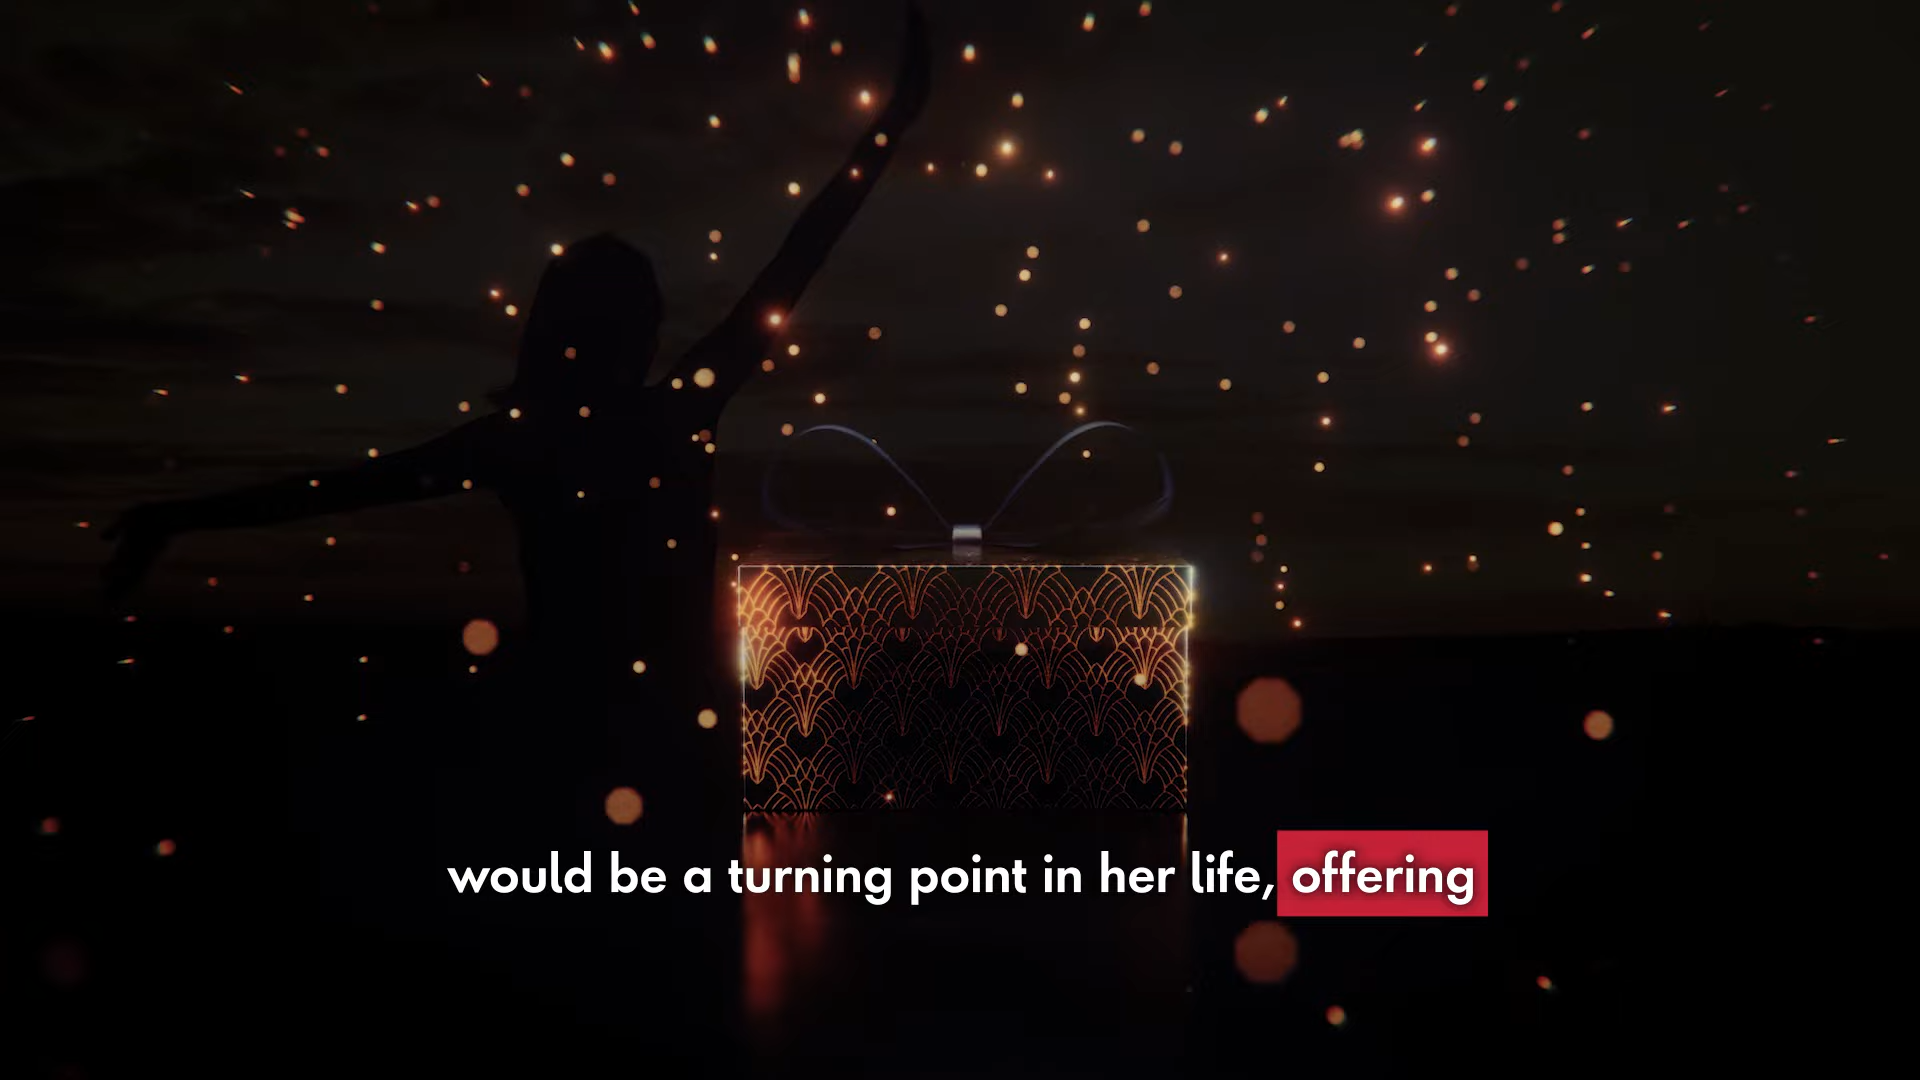 would be a turning point in her life, offering